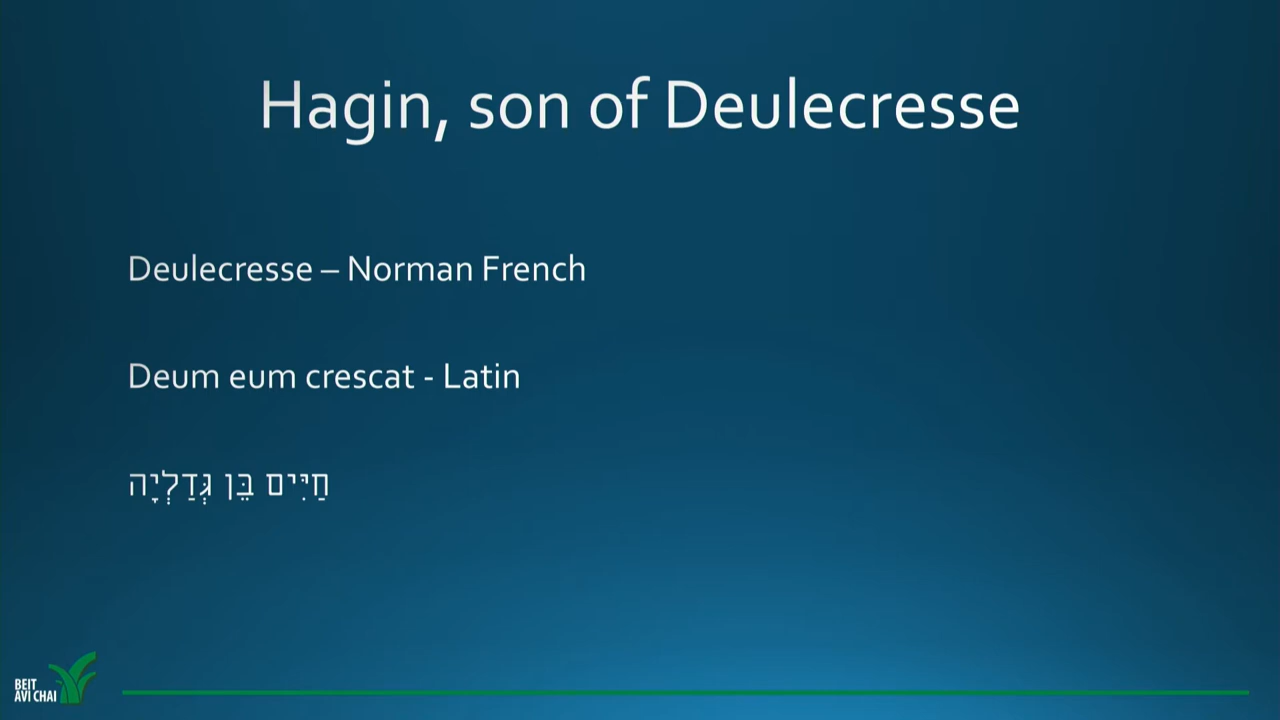 Hagin, son of Deulecresse
Deulecresse – Norman French
Deum eum crescat - Latin
חַיִּים בֵּן גְּדַלְיָה
BEIT
AVI CHAI